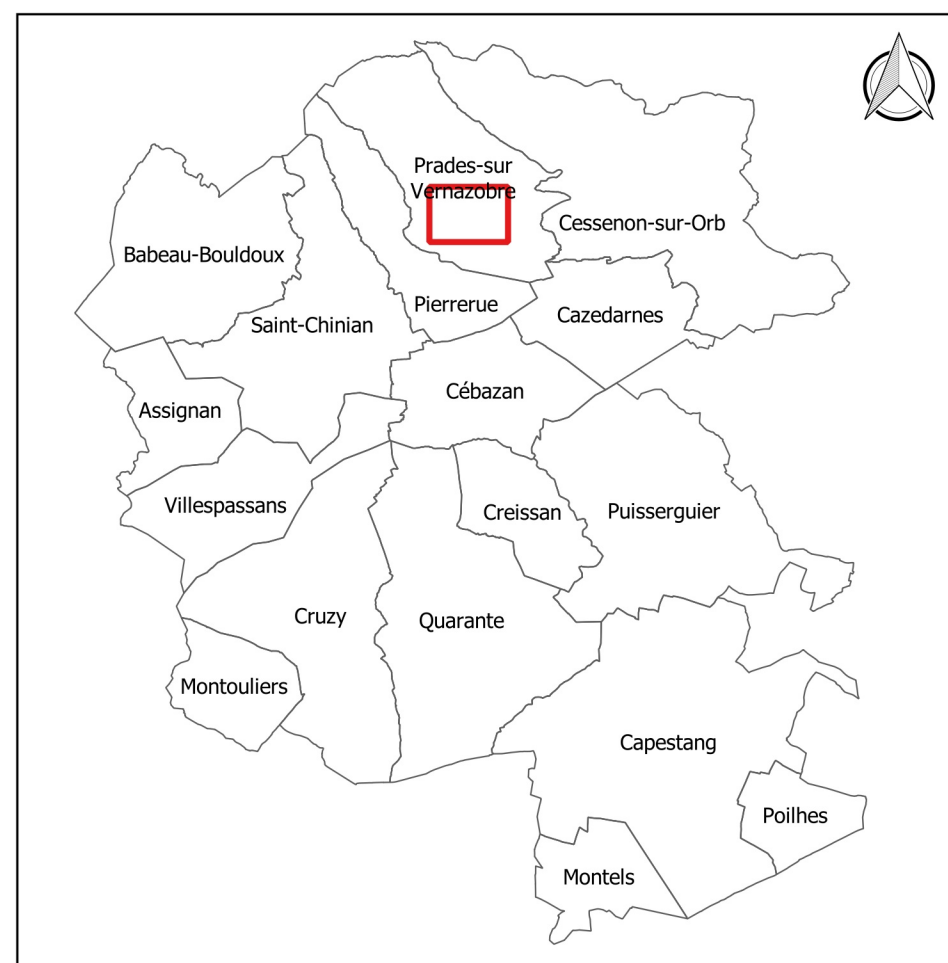 Prades-sur
Vernazobre
Cessenon-sur-Orb
Babeau-Bouldoux
Pierrerue
Cazedarnes
Saint-Chinian
Cébazan
Assignan
Villespassans
Creissan
Puisserguier
Cruzy
Quarante
Montouliers
Capestang
Poilhes
Montels